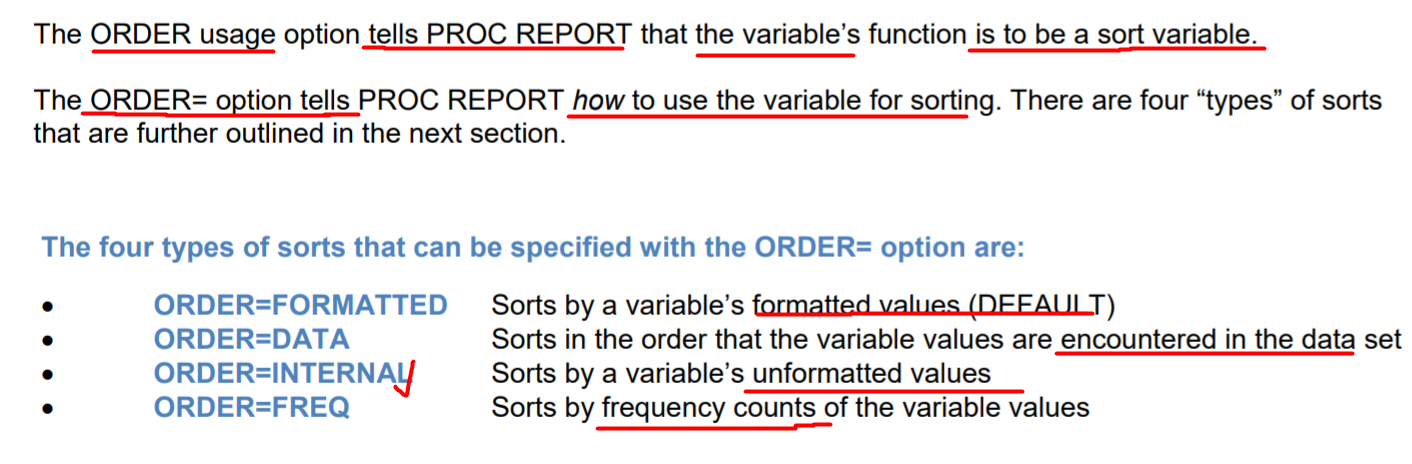 The ORDER usage option tells PROC REPORT that the variable’s function is to be a sort variable.
The ORDER= option tells PROC REPORT how to use the variable for sorting. There are four “types” of sorts
that are further outlined in the next section.
The four types of sorts that can be specified with the ORDER= option are:
• ORDER=FORMATTED Sorts by a variable’s formatted values (DEFAULT)
• ORDER=DATA Sorts in the order that the variable values are encountered in the data set
• ORDER=INTERNAL Sorts by a variable’s unformatted values
• ORDER=FREQ Sorts by frequency counts of the variable values